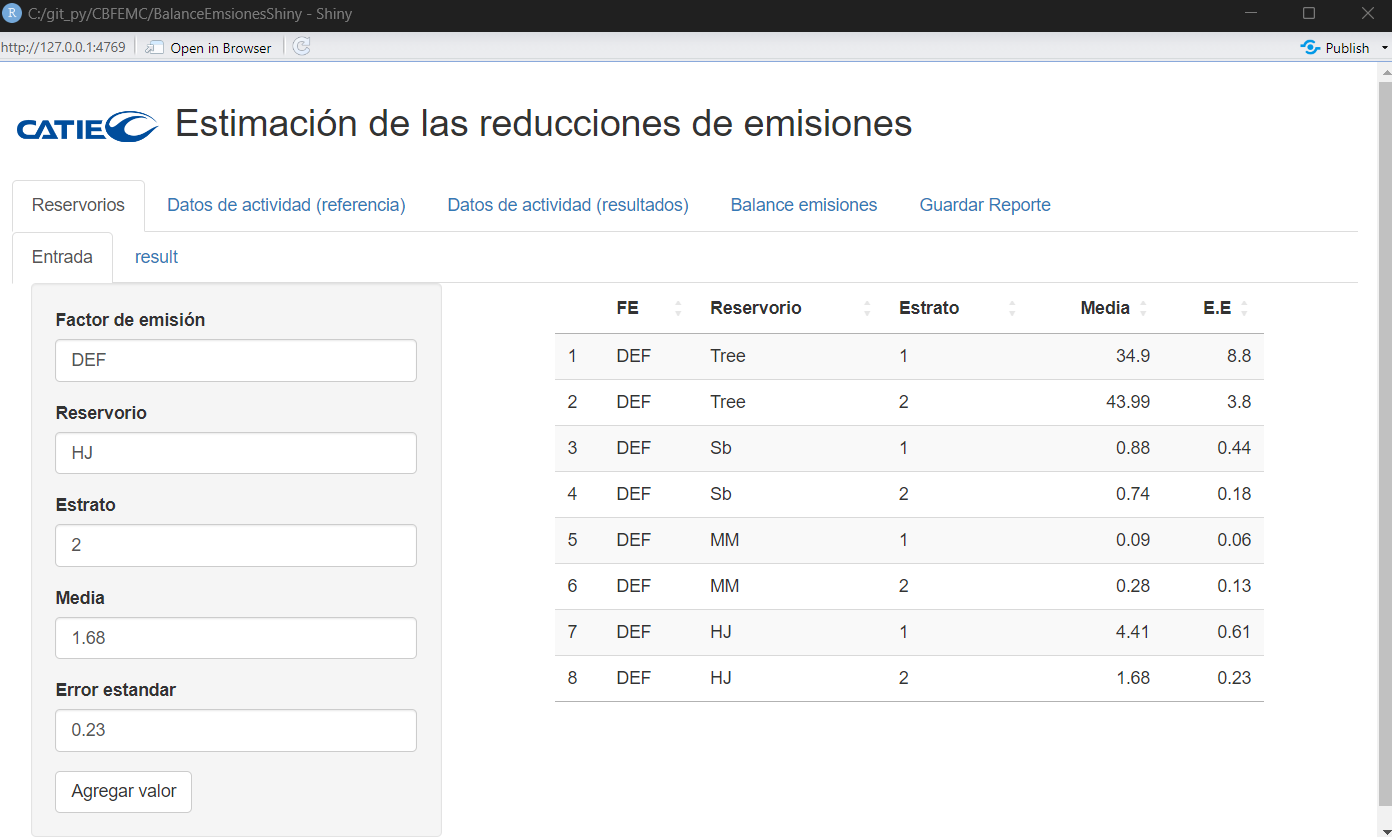 R C:/git_py/CBFEMC/BalanceEmsionesShiny - Shiny
http://127.0.0.1:4769 Open in Browser Publish
CATIE Estimación de las reducciones de emisiones
Reservorios Datos de actividad (referencia) Datos de actividad (resultados) Balance emisiones Guardar Reporte
Entrada result
Factor de emisión
DEF
Reservorio
HJ
Estrato
2
Media
1.68
Error estandar
0.23
Agregar valor
FE Reservorio Estrato Media E.E
1 DEF Tree 1 34.9 8.8
2 DEF Tree 2 43.99 3.8
3 DEF Sb 1 0.88 0.44
4 DEF Sb 2 0.74 0.18
5 DEF MM 1 0.09 0.06
6 DEF MM 2 0.28 0.13
7 DEF HJ 1 4.41 0.61
8 DEF HJ 2 1.68 0.23